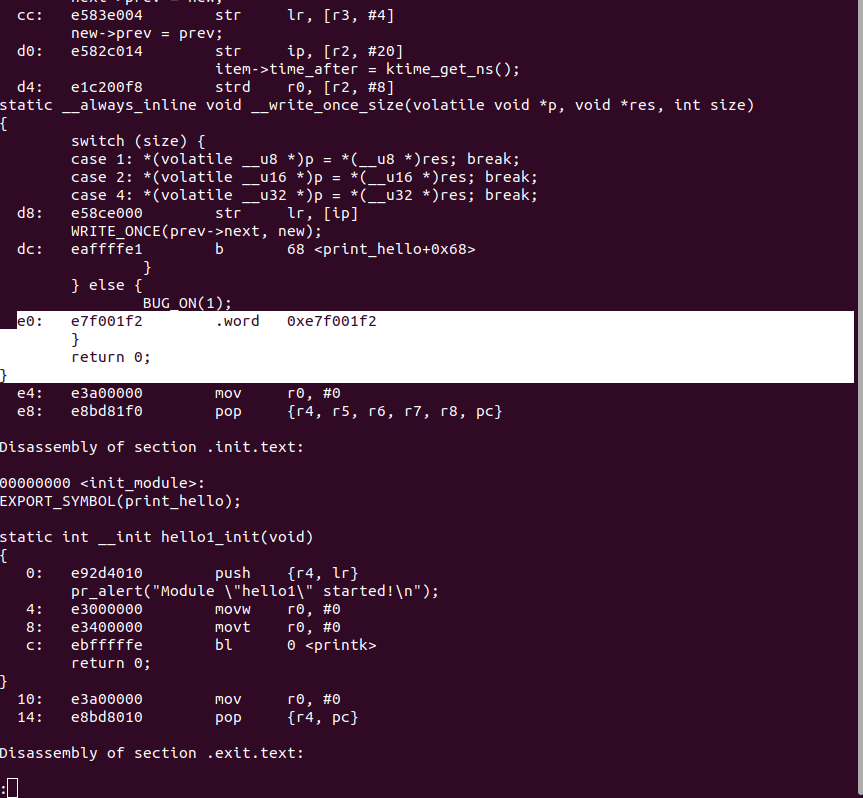 next->prev = new;
cc: e583e004 str lr, [r3, #4]
new->prev = prev;
d0: e582c014 str ip, [r2, #20]
item->time_after = ktime_get_ns();
d4: e1c200f8 strd r0, [r2, #8]
static __always_inline void __write_once_size(volatile void *p, void *res, int size)
{
switch (size) {
case 1: *(volatile __u8 *)p = *(__u8 *)res; break;
case 2: *(volatile __u16 *)p = *(__u16 *)res; break;
case 4: *(volatile __u32 *)p = *(__u32 *)res; break;
d8: e58ce000 str lr, [ip]
WRITE_ONCE(prev->next, new);
dc: eaffffe1 b 68 <print_hello+0x68>
}
} else {
BUG_ON(1);
e0: e7f001f2 .word 0xe7f001f2
}
return 0;
}
e4: e3a00000 mov r0, #0
e8: e8bd81f0 pop {r4, r5, r6, r7, r8, pc}
Disassembly of section .init.text:
00000000 <init_module>:
EXPORT_SYMBOL(print_hello);
static int __init hello1_init(void)
{
0: e92d4010 push {r4, lr}
pr_alert("Module \"hello1\" started!\n");
4: e3000000 movw r0, #0
8: e3400000 movt r0, #0
c: ebfffffe bl 0 <printk>
return 0;
}
10: e3a00000 mov r0, #0
14: e8bd8010 pop {r4, pc}
Disassembly of section .exit.text:
: